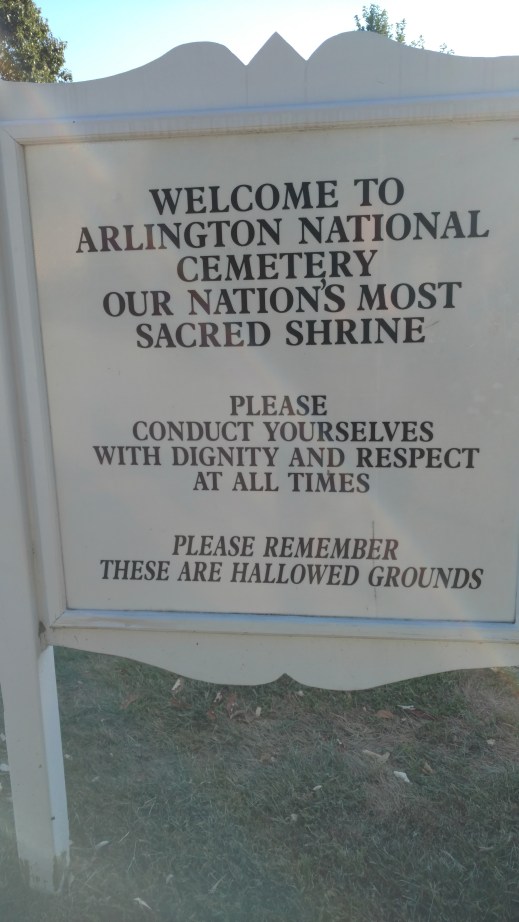 WELCOME TO
ARLINGTON NATIONAL
CEMETERY
OUR NATION'S MOST
SACRED SHRINE
PLEASE
CONDUCT YOURSELVES
WITH DIGNITY AND RESPECT
AT ALL TIMES
PLEASE REMEMBER
THESE ARE HALLOWED GROUNDS